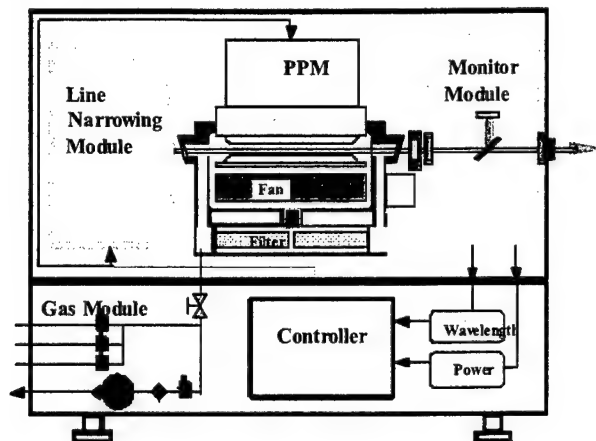 PPM
Monitor
Module
Line
Narrowing
Module
Fan
Filter
Gas Module
Controller
Wavelength
Power